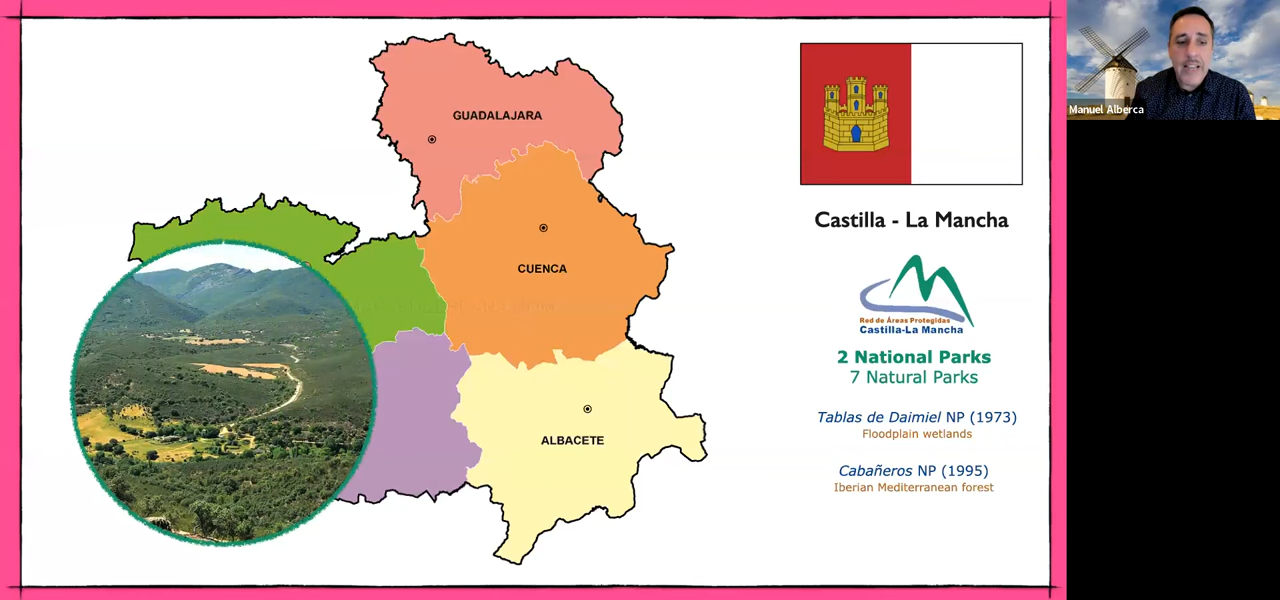 GUADALAJARA
CUENCA
ALBACETE
Castilla - La Mancha
Red de Áreas Protegidas
Castilla-La Mancha
2 National Parks
7 Natural Parks
Tablas de Daimiel NP (1973)
Floodplain wetlands
Cabañeros NP (1995)
Iberian Mediterranean forest
Manuel Alberca